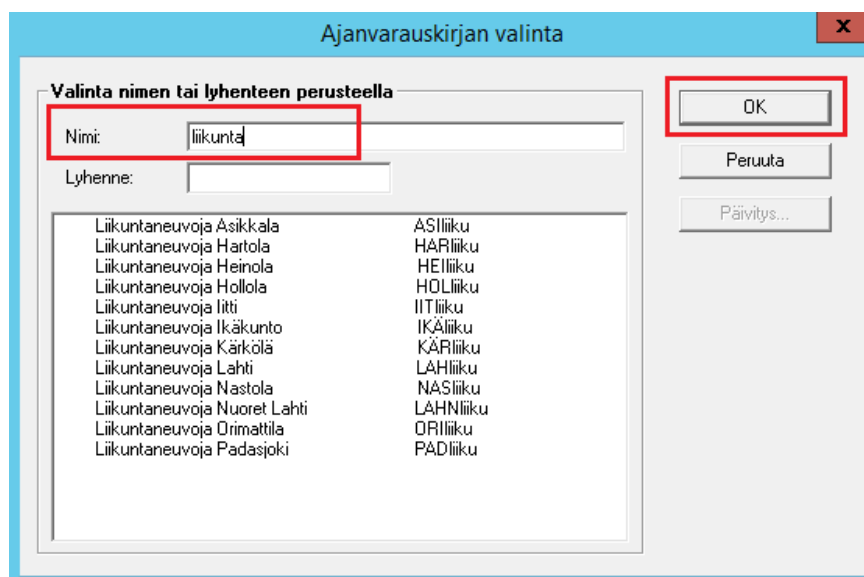 Ajanvarauskirjan valinta
X
Valinta nimen tai lyhenteen perusteella
Nimi: liikunta
Lyhenne:
OK
Peruuta
Päivitys...
Liikuntaneuvoja Asikkala ASIliiku
Liikuntaneuvoja Hartola HARliiku
Liikuntaneuvoja Heinola HEIliiku
Liikuntaneuvoja Hollola HOLliiku
Liikuntaneuvoja Iitti IITliiku
Liikuntaneuvoja Ikäkunto IKÄliiku
Liikuntaneuvoja Kärkölä KÄRliiku
Liikuntaneuvoja Lahti LAHliiku
Liikuntaneuvoja Nastola NASliiku
Liikuntaneuvoja Nuoret Lahti LAHNliiku
Liikuntaneuvoja Orimattila ORIliiku
Liikuntaneuvoja Padasjoki PADliiku